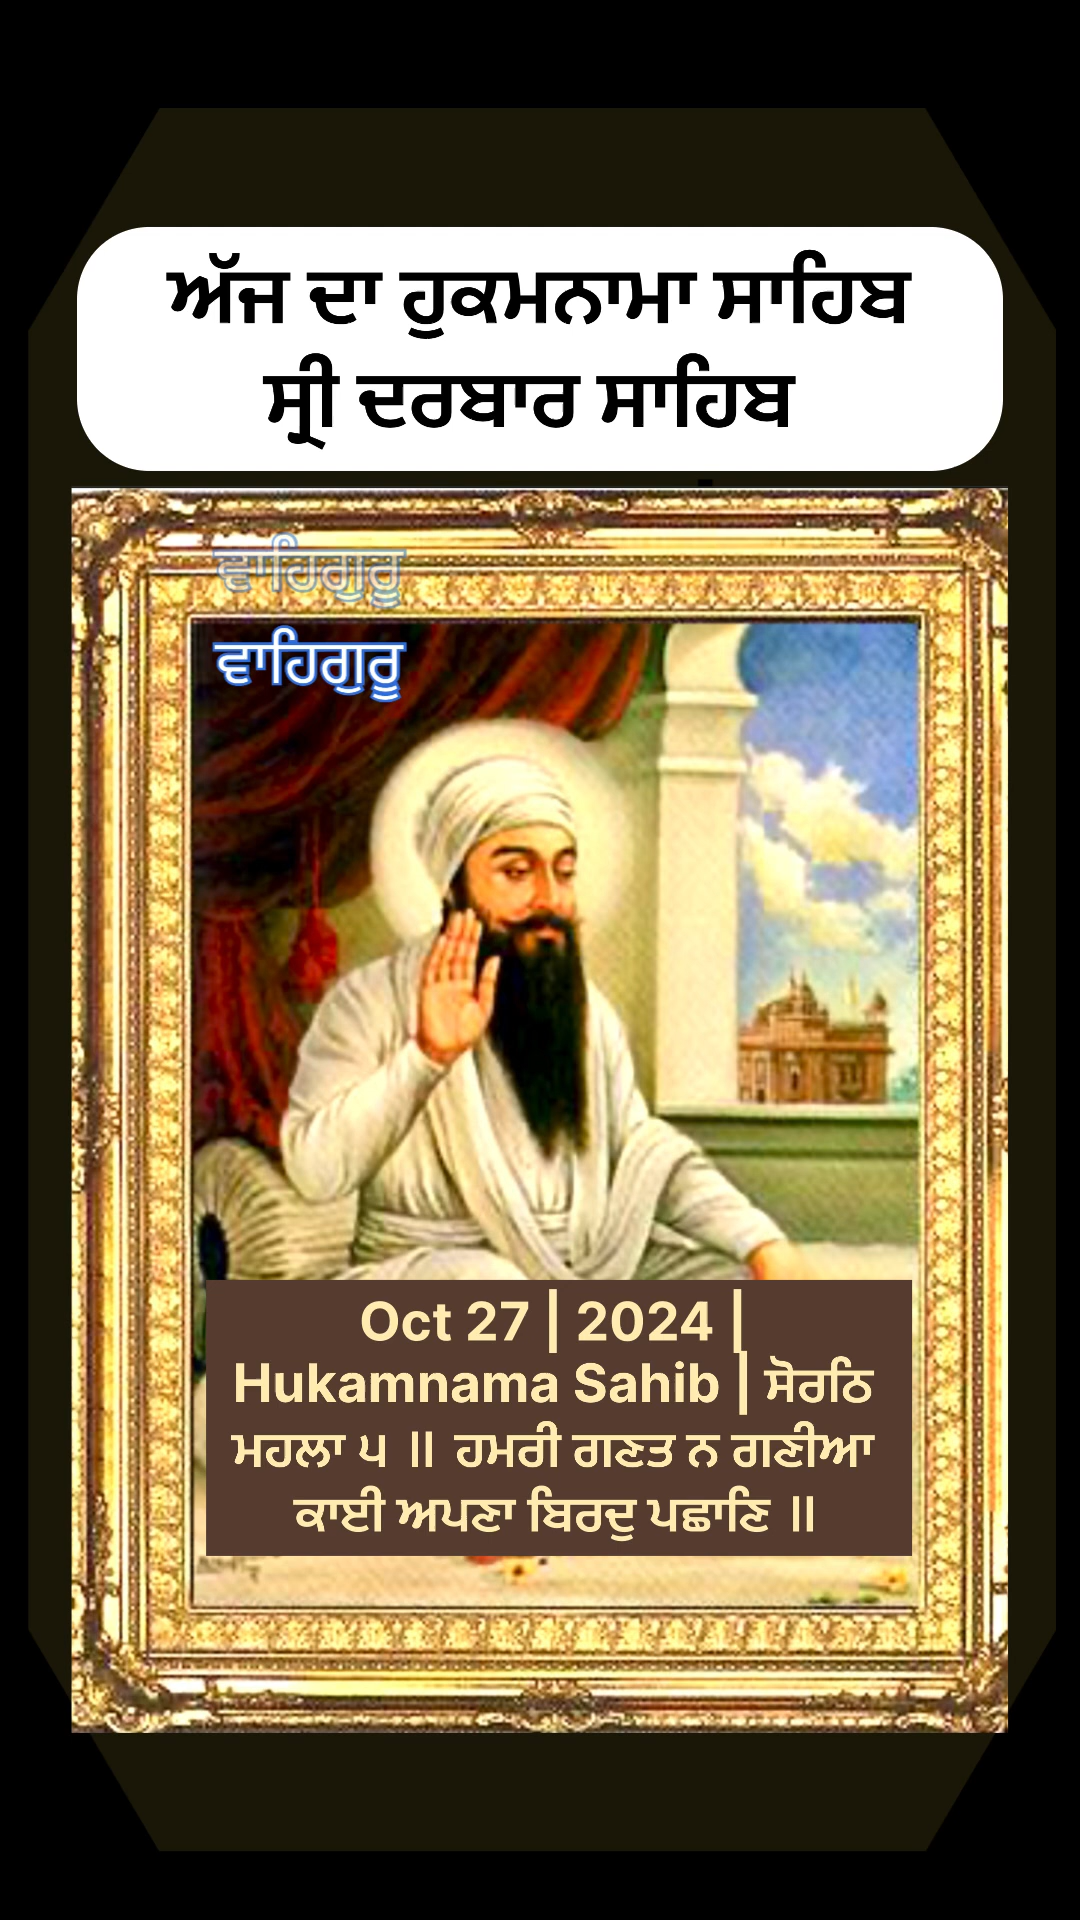 ਅੱਜ ਦਾ ਹੁਕਮਨਾਮਾ ਸਾਹਿਬ
ਸ੍ਰੀ ਦਰਬਾਰ ਸਾਹਿਬ
ਵਾਹਿਗੁਰੂ
ਵਾਹਿਗੁਰੂ
Oct 27 | 2024 |
Hukamnama Sahib | ਸੋਰਠਿ
ਮਹਲਾ ੫ ॥ ਹਮਰੀ ਗਣਤ ਨ ਗਣੀਆ
ਕਾਈ ਅਪਣਾ ਬਿਰਦੁ ਪਛਾਣਿ ॥